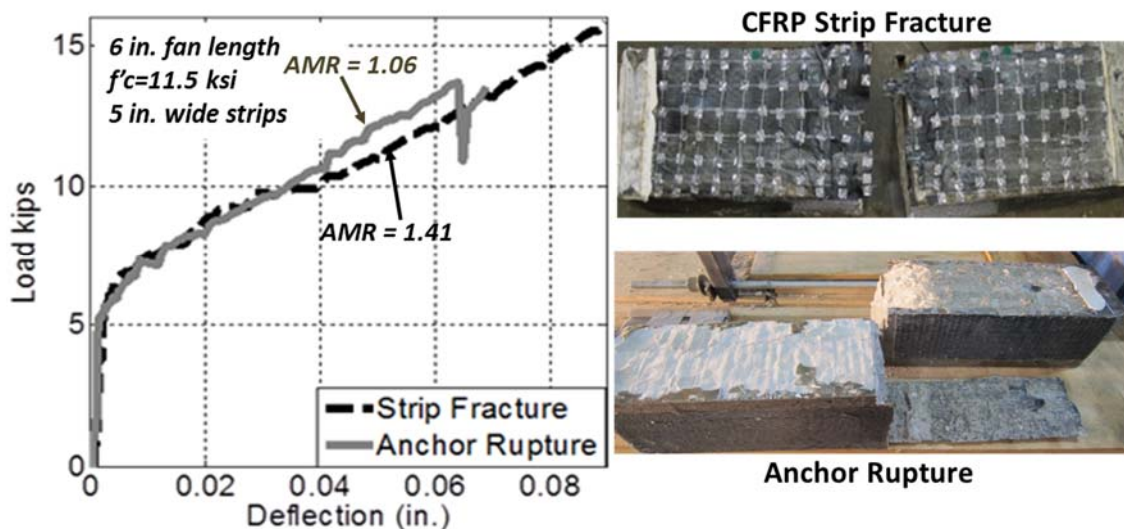 15
10
5
0
Load kips
6 in. fan length
f'c=11.5 ksi
5 in. wide strips
AMR = 1.06
AMR = 1.41
Strip Fracture
Anchor Rupture
0 0.02 0.04 0.06 0.08
Deflection (in.)
CFRP Strip Fracture
Anchor Rupture